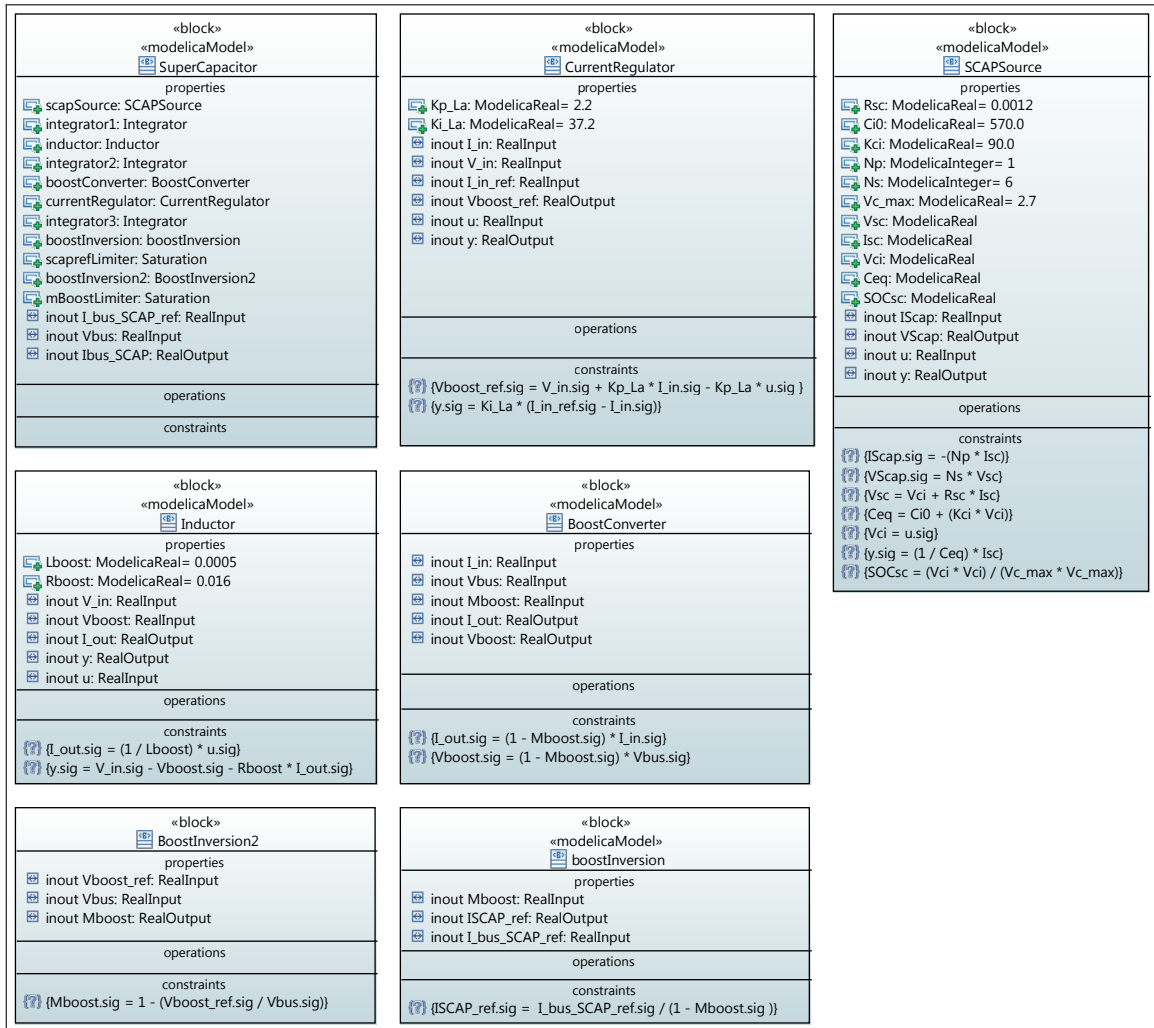 «block»
«modelicaModel»
SuperCapacitor
properties
scapSource: SCAPSource
integrator1: Integrator
inductor: Inductor
integrator2: Integrator
boostConverter: BoostConverter
currentRegulator: CurrentRegulator
integrator3: Integrator
boostInversion: boostInversion
scaprefLimiter: Saturation
boostInversion2: BoostInversion2
mBoostLimiter: Saturation
inout I_bus_SCAP_ref: RealInput
inout Vbus: RealInput
inout Ibus_SCAP: RealOutput
operations
constraints
«block»
«modelicaModel»
CurrentRegulator
properties
Kp_La: ModelicaReal= 2.2
Ki_La: ModelicaReal= 37.2
inout I_in: RealInput
inout V_in: RealInput
inout I_in_ref: RealInput
inout Vboost_ref: RealOutput
inout u: RealInput
inout y: RealOutput
operations
constraints
{Vboost_ref.sig = V_in.sig + Kp_La * I_in.sig - Kp_La * u.sig }
{y.sig = Ki_La * (I_in_ref.sig - I_in.sig)}
«block»
«modelicaModel»
SCAPSource
properties
Rsc: ModelicaReal= 0.0012
Ci0: ModelicaReal= 570.0
Kci: ModelicaReal= 90.0
Np: ModelicaInteger= 1
Ns: ModelicaInteger= 6
Vc_max: ModelicaReal= 2.7
Vsc: ModelicaReal
Isc: ModelicaReal
Vci: ModelicaReal
Ceq: ModelicaReal
SOCsc: ModelicaReal
inout IScap: RealInput
inout VScap: RealOutput
inout u: RealInput
inout y: RealOutput
operations
constraints
{IScap.sig = -(Np * Isc)}
{VScap.sig = Ns * Vsc}
{Vsc = Vci + Rsc * Isc}
{Ceq = Ci0 + (Kci * Vci)}
{Vci = u.sig}
{y.sig = (1 / Ceq) * Isc}
{SOCsc = (Vci * Vci) / (Vc_max * Vc_max)}
«block»
«modelicaModel»
Inductor
properties
Lboost: ModelicaReal= 0.0005
Rboost: ModelicaReal= 0.016
inout V_in: RealInput
inout Vboost: RealInput
inout I_out: RealOutput
inout y: RealOutput
inout u: RealInput
operations
constraints
{I_out.sig = (1 / Lboost) * u.sig}
{y.sig = V_in.sig - Vboost.sig - Rboost * I_out.sig}
«block»
«modelicaModel»
BoostConverter
properties
inout I_in: RealInput
inout Vbus: RealInput
inout Mboost: RealInput
inout I_out: RealOutput
inout Vboost: RealOutput
operations
constraints
{I_out.sig = (1 - Mboost.sig) * I_in.sig}
{Vboost.sig = (1 - Mboost.sig) * Vbus.sig}
«block»
BoostInversion2
properties
inout Vboost_ref: RealInput
inout Vbus: RealInput
inout Mboost: RealOutput
operations
constraints
{Mboost.sig = 1 - (Vboost_ref.sig / Vbus.sig)}
«block»
«modelicaModel»
boostInversion
properties
inout Mboost: RealInput
inout ISCAP_ref: RealOutput
inout I_bus_SCAP_ref: RealInput
operations
constraints
{ISCAP_ref.sig =  I_bus_SCAP_ref.sig / (1 - Mboost.sig )}